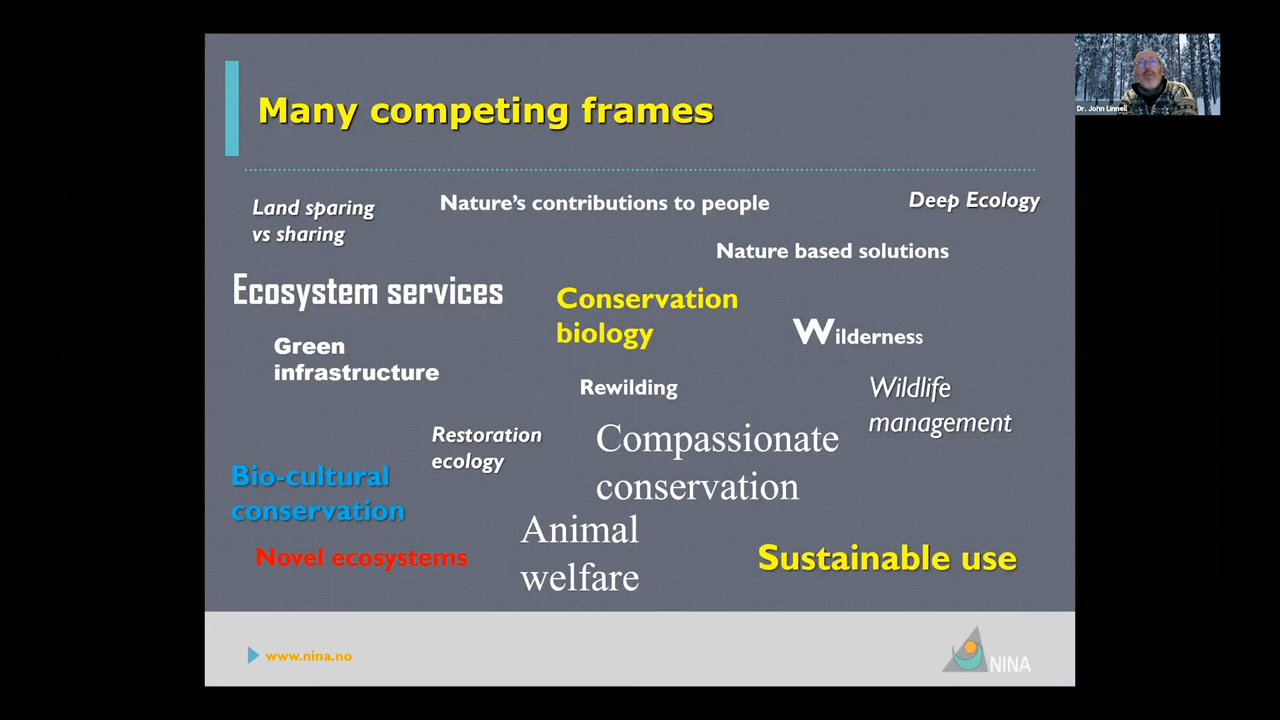 Many competing frames
Dr. John Linnell
Land sparing
vs sharing
Nature's contributions to people
Deep Ecology
Nature based solutions
Ecosystem services
Conservation
biology
Wilderness
Green
infrastructure
Rewilding
Wildlife
management
Restoration
ecology
Compassionate
conservation
Bio-cultural
conservation
Animal
welfare
Novel ecosystems
Sustainable use
www.nina.no
NINA